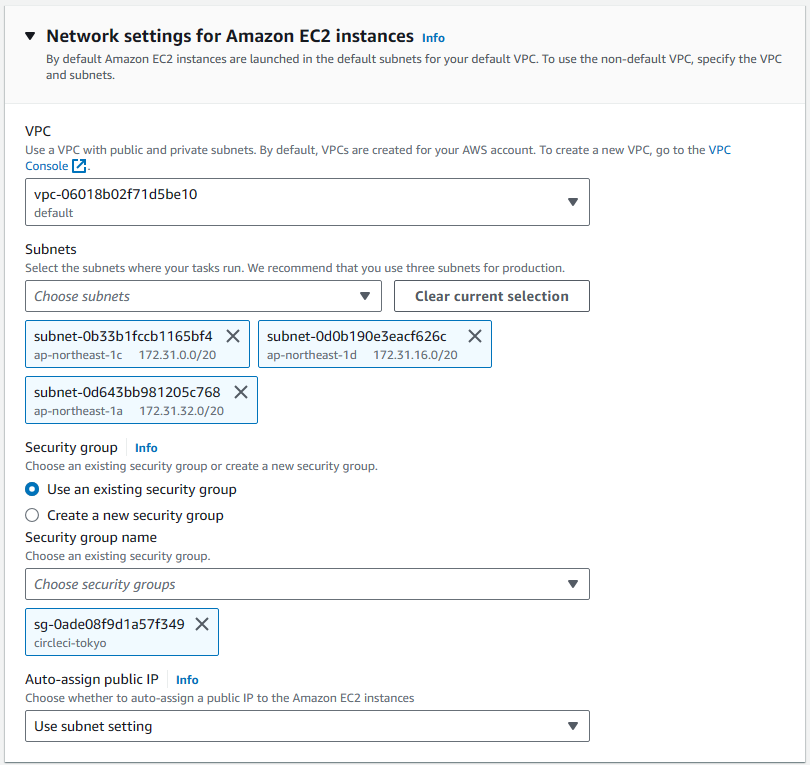 Network settings for Amazon EC2 instances Info
By default Amazon EC2 instances are launched in the default subnets for your default VPC. To use the non-default VPC, specify the VPC
and subnets.
VPC
Use a VPC with public and private subnets. By default, VPCs are created for your AWS account. To create a new VPC, go to the VPC
Console.
vpc-06018b02f71d5be10
default
Subnets
Select the subnets where your tasks run. We recommend that you use three subnets for production.
Choose subnets
Clear current selection
subnet-0b33b1fccb1165bf4
ap-northeast-1c 172.31.0.0/20
subnet-0d0b190e3eacf626c
ap-northeast-1d 172.31.16.0/20
subnet-0d643bb981205c768
ap-northeast-1a 172.31.32.0/20
Security group Info
Choose an existing security group or create a new security group.
Use an existing security group
Create a new security group
Security group name
Choose an existing security group.
Choose security groups
sg-0ade08f9d1a57f349
circleci-tokyo
Auto-assign public IP Info
Choose whether to auto-assign a public IP to the Amazon EC2 instances
Use subnet setting